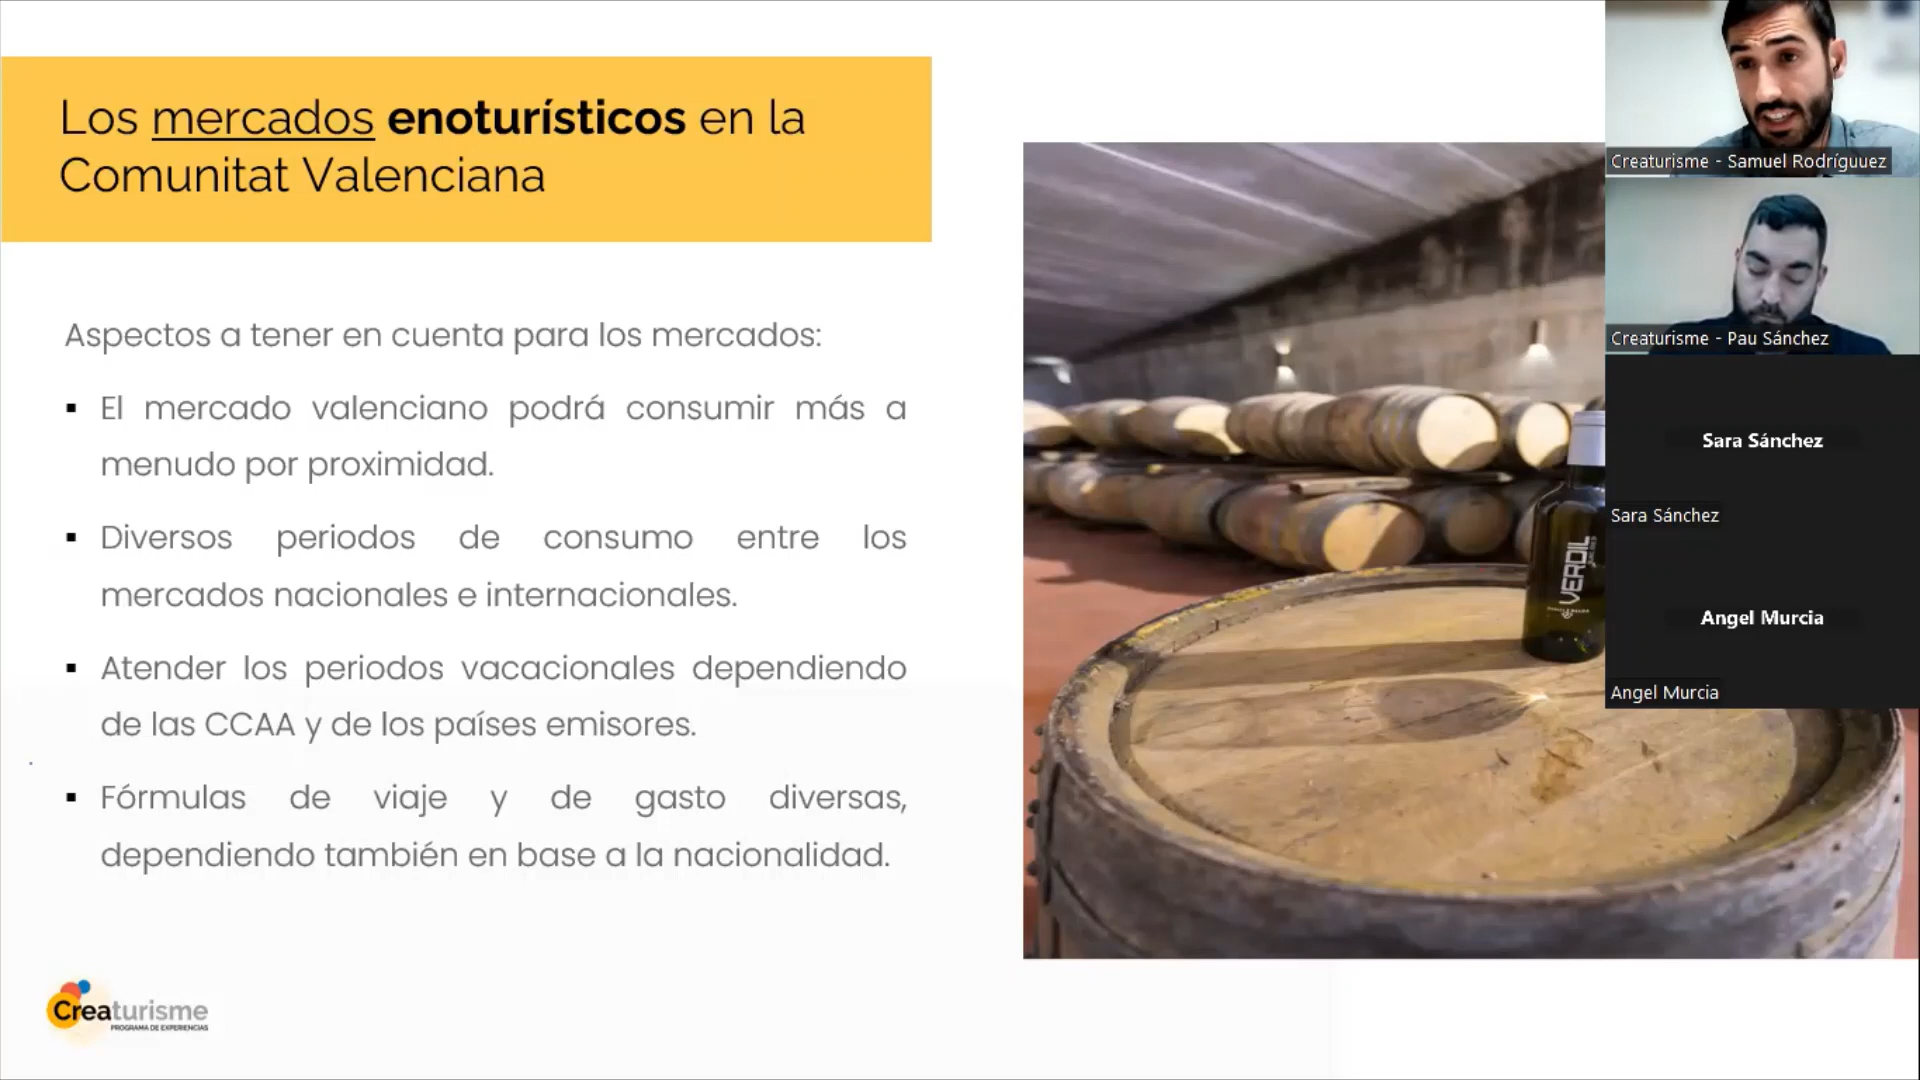 Los mercados enoturísticos en la
Comunitat Valenciana
Aspectos a tener en cuenta para los mercados:
▪ El mercado valenciano podrá consumir más a
menudo por proximidad.
▪ Diversos periodos de consumo entre los
mercados nacionales e internacionales.
▪ Atender los periodos vacacionales dependiendo
de las CCAA y de los países emisores.
▪ Fórmulas de viaje y de gasto diversas,
dependiendo también en base a la nacionalidad.
Creaturisme
PROGRAMA DE EXPERIENCIAS
VERDIL
Creaturisme - Samuel Rodríguuez
Creaturisme - Pau Sánchez
Sara Sánchez
Sara Sánchez
Angel Murcia
Angel Murcia